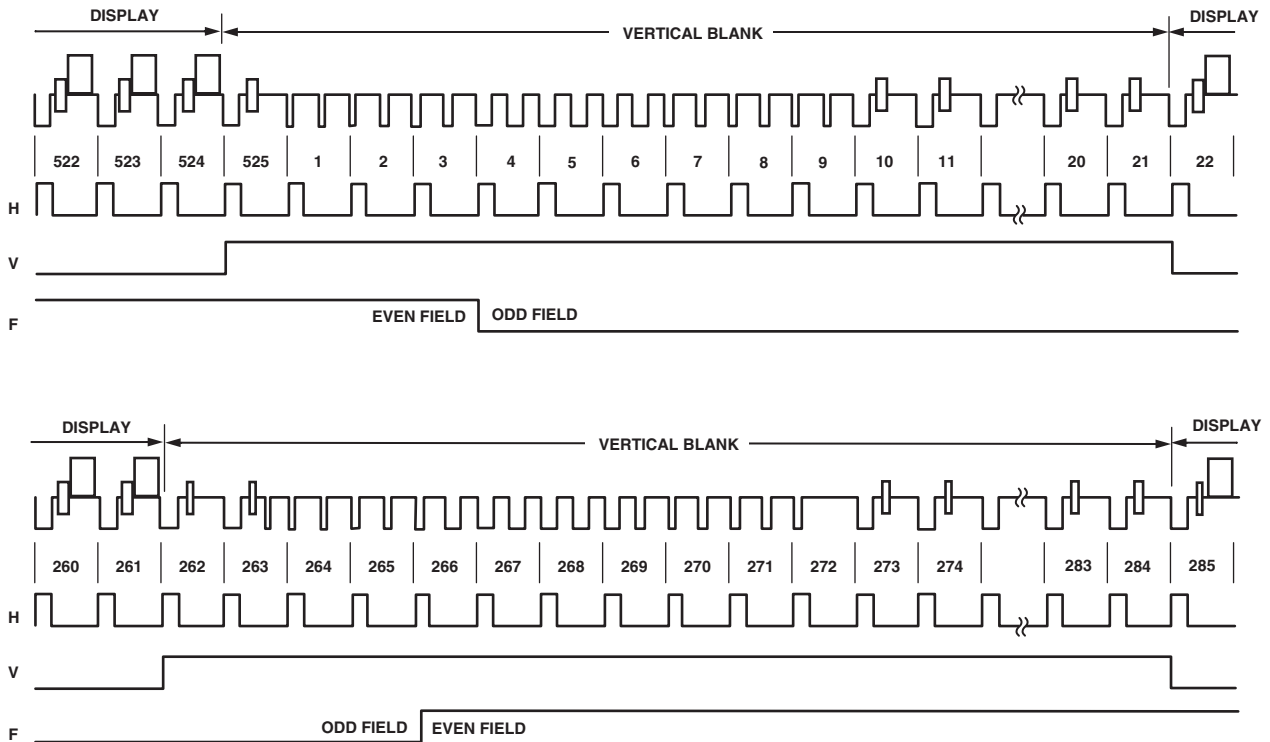 DISPLAY VERTICAL BLANK DISPLAY
522 523 524 525 1 2 3 4 5 6 7 8 9 10 11 20 21 22
H
V
EVEN FIELD ODD FIELD
F
DISPLAY VERTICAL BLANK DISPLAY
260 261 262 263 264 265 266 267 268 269 270 271 272 273 274 283 284 285
H
V
ODD FIELD EVEN FIELD
F